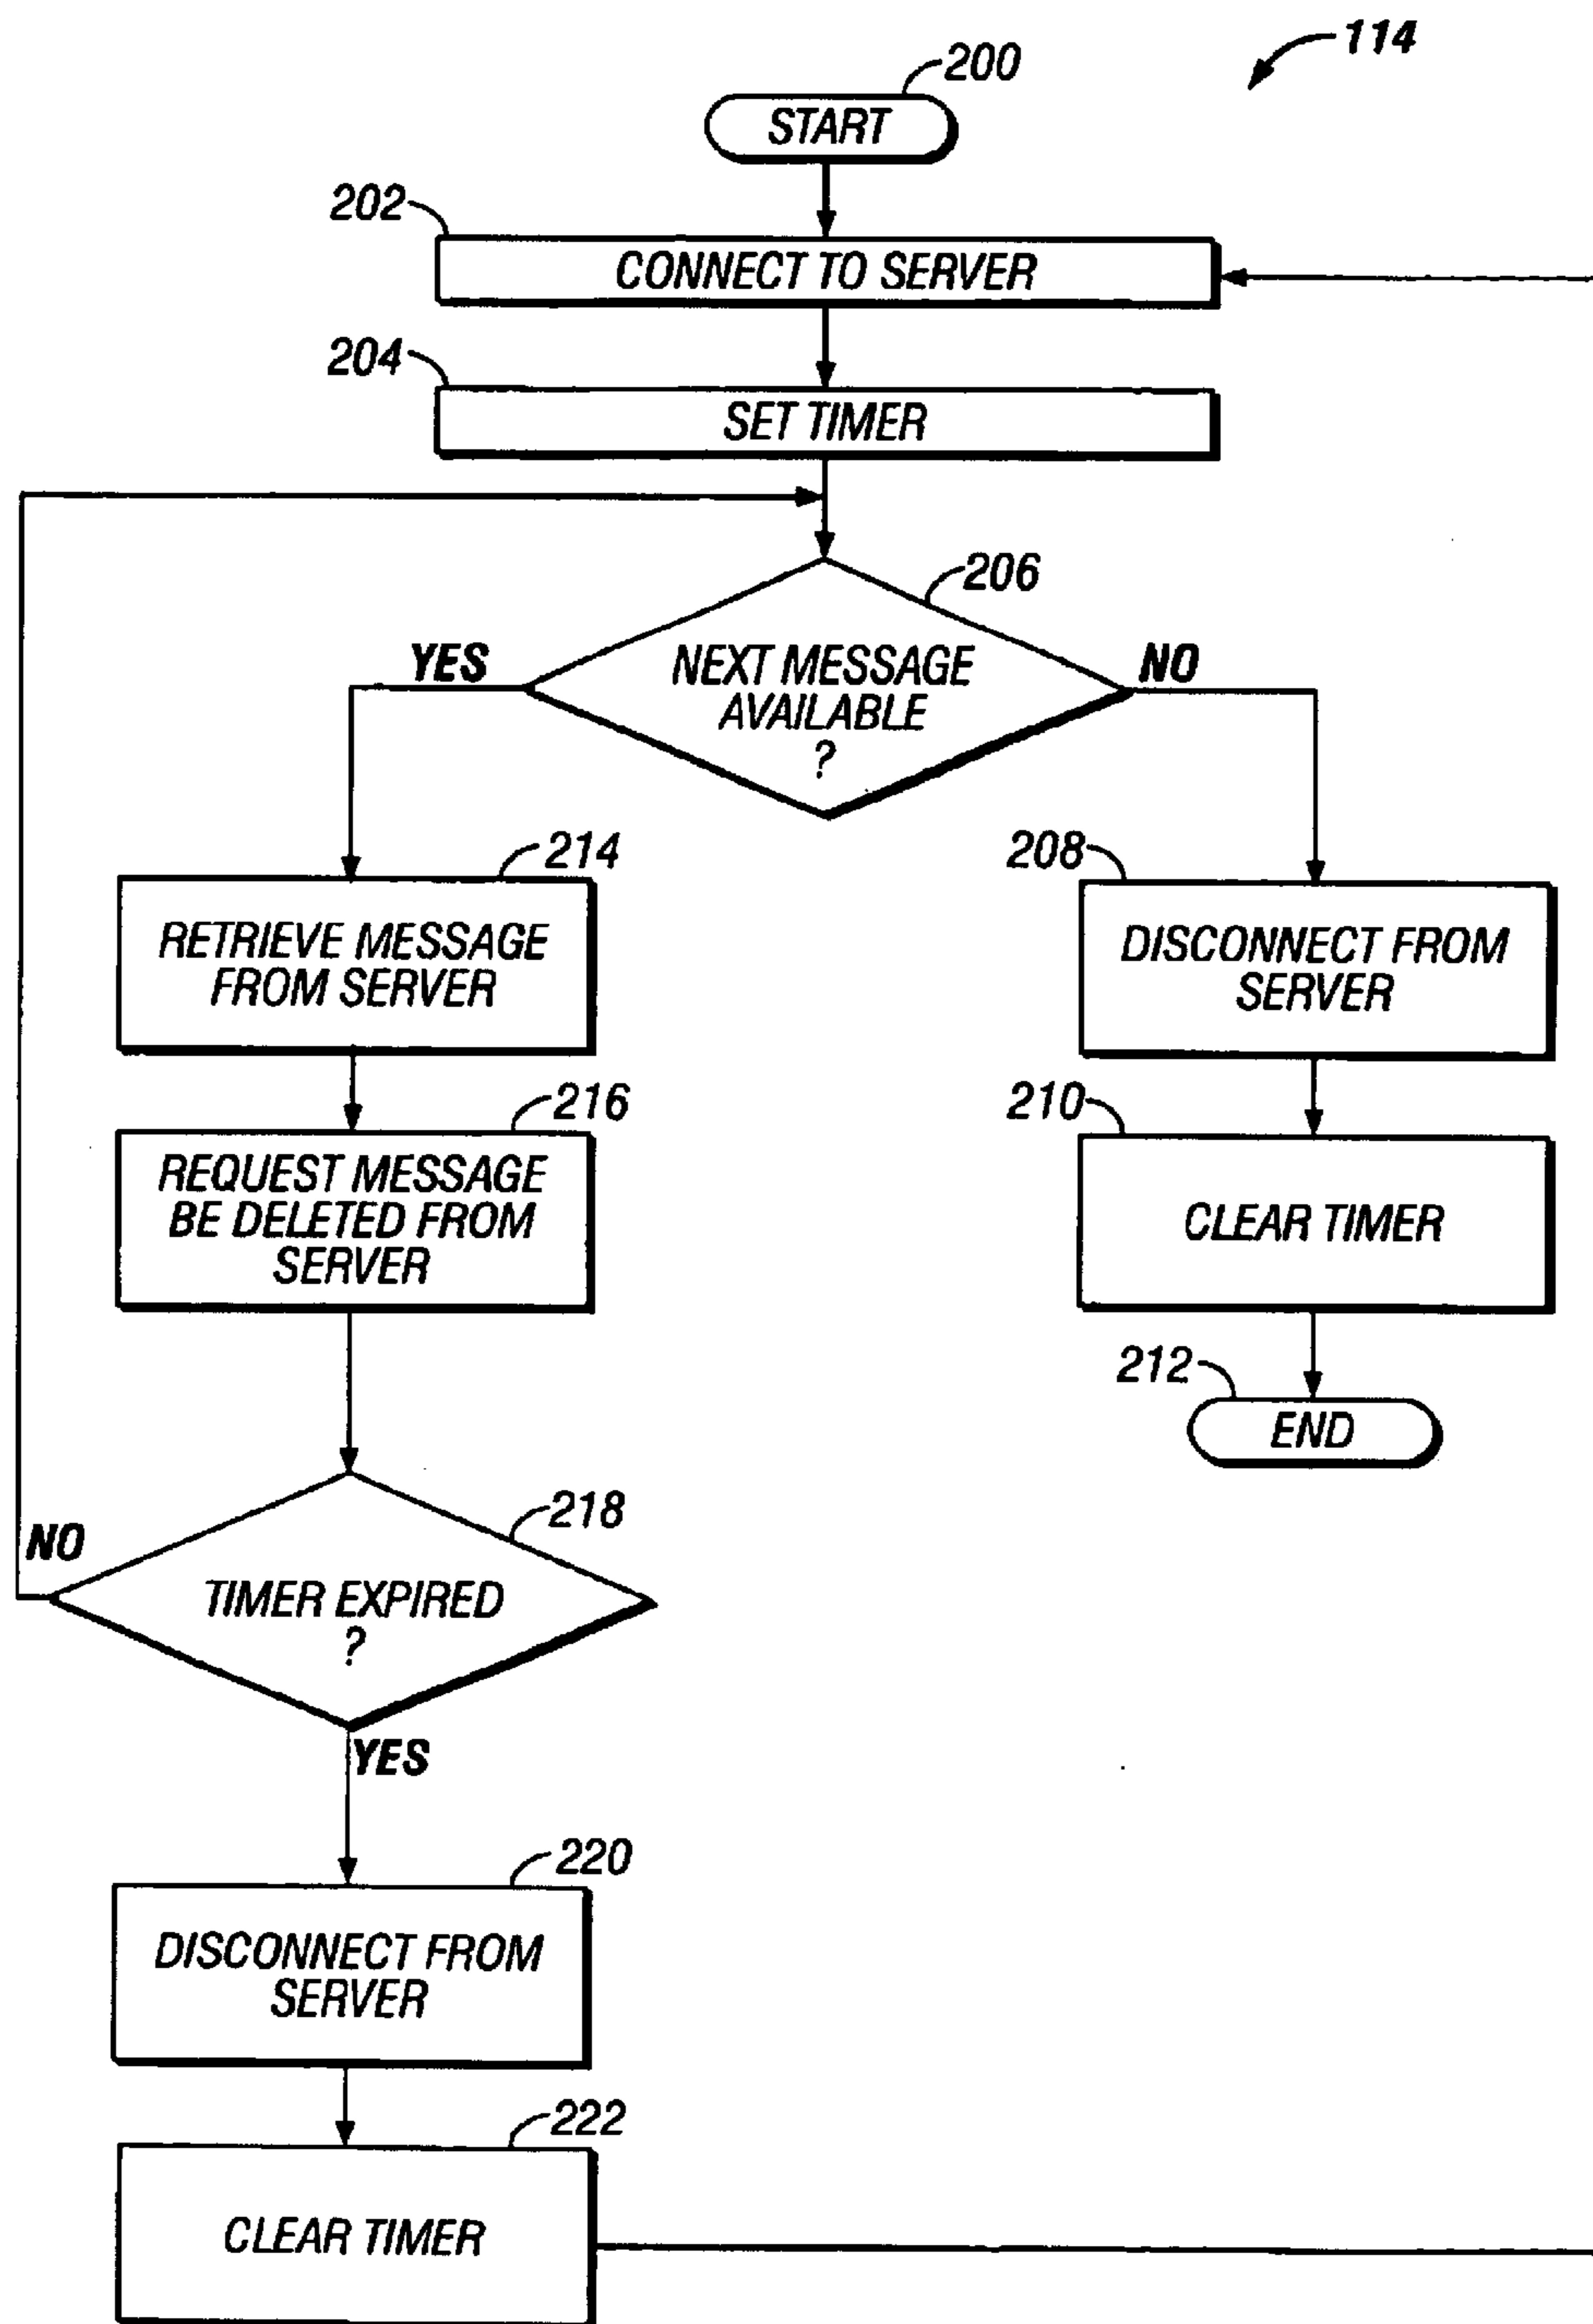 114
200
START
202
CONNECT TO SERVER
204
SET TIMER
206
YES
NEXT MESSAGE
AVAILABLE
?
NO
214
RETRIEVE MESSAGE
FROM SERVER
208
DISCONNECT FROM
SERVER
216
REQUEST MESSAGE
BE DELETED FROM
SERVER
210
CLEAR TIMER
212
END
218
NO
TIMER EXPIRED
?
YES
220
DISCONNECT FROM
SERVER
222
CLEAR TIMER